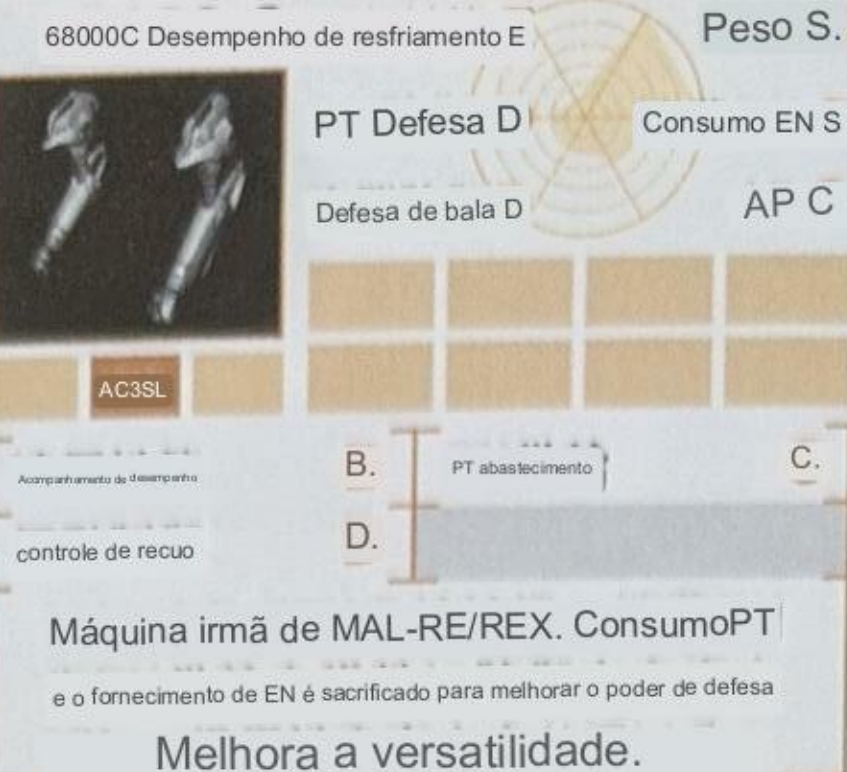 68000C Desempenho de resfriamento E
Peso S.
PT Defesa D
Consumo EN S
Defesa de bala D
AP C
AC3SL
Acompanhamento de desempenho
B.
PT abastecimento
C.
controle de recuo
D.
Máquina irmã de MAL-RE/REX. ConsumoPT
e o fornecimento de EN é sacrificado para melhorar o poder de defesa
Melhora a versatilidade.